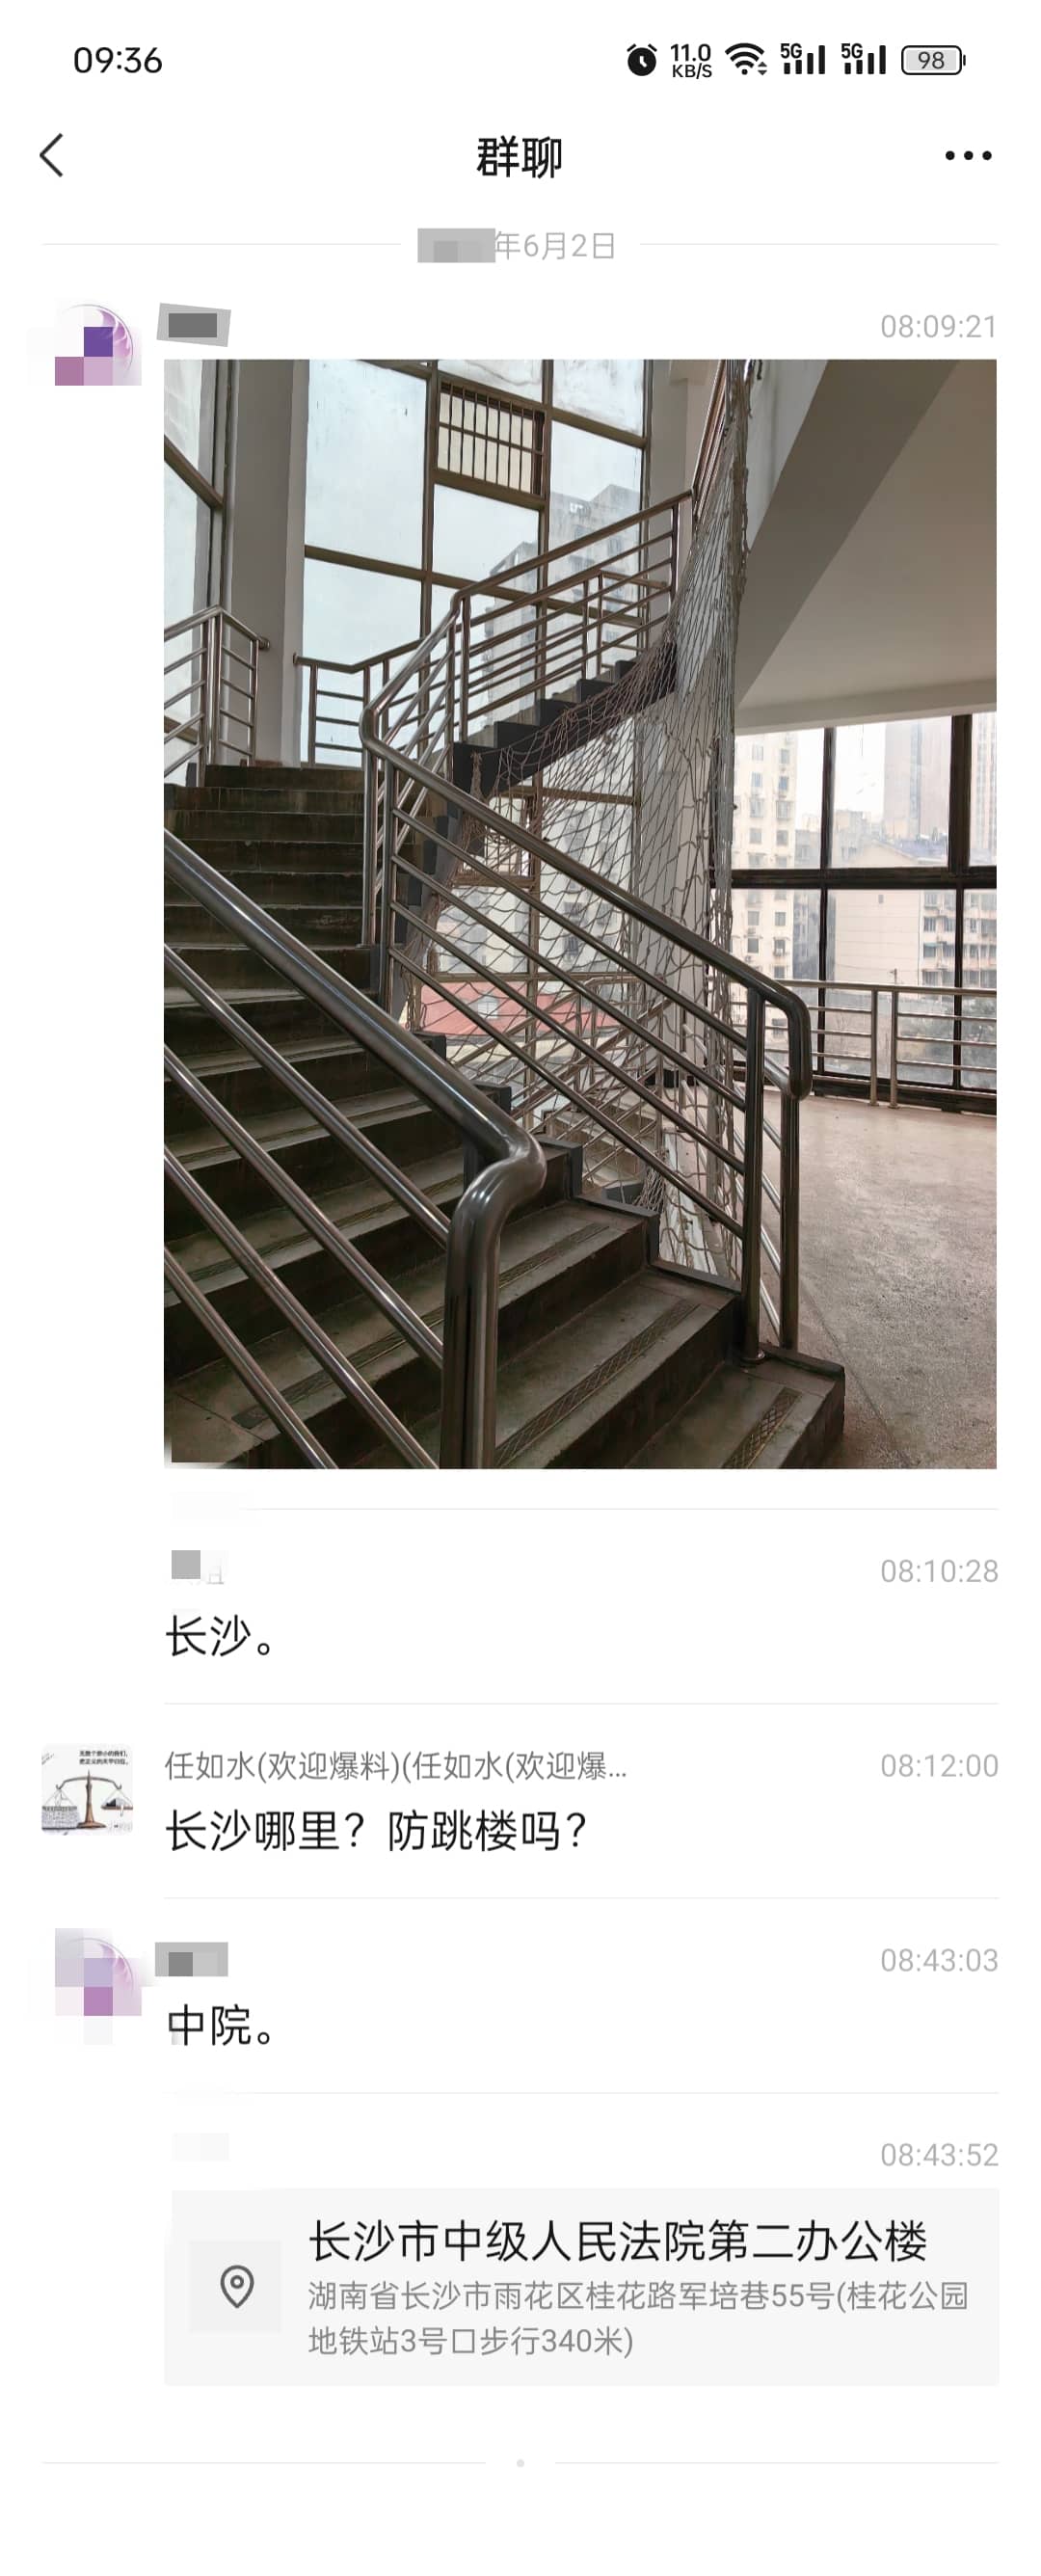 09:36
11.0
KB/S
5G
5G
98
群聊
年6月2日
08:09:21
08:10:28
长沙。
任如水(欢迎爆料)(任如水(欢迎爆...
08:12:00
长沙哪里？防跳楼吗？
08:43:03
中院。
08:43:52
长沙市中级人民法院第二办公楼
湖南省长沙市雨花区桂花路军培巷55号(桂花公园
地铁站3号口步行340米)